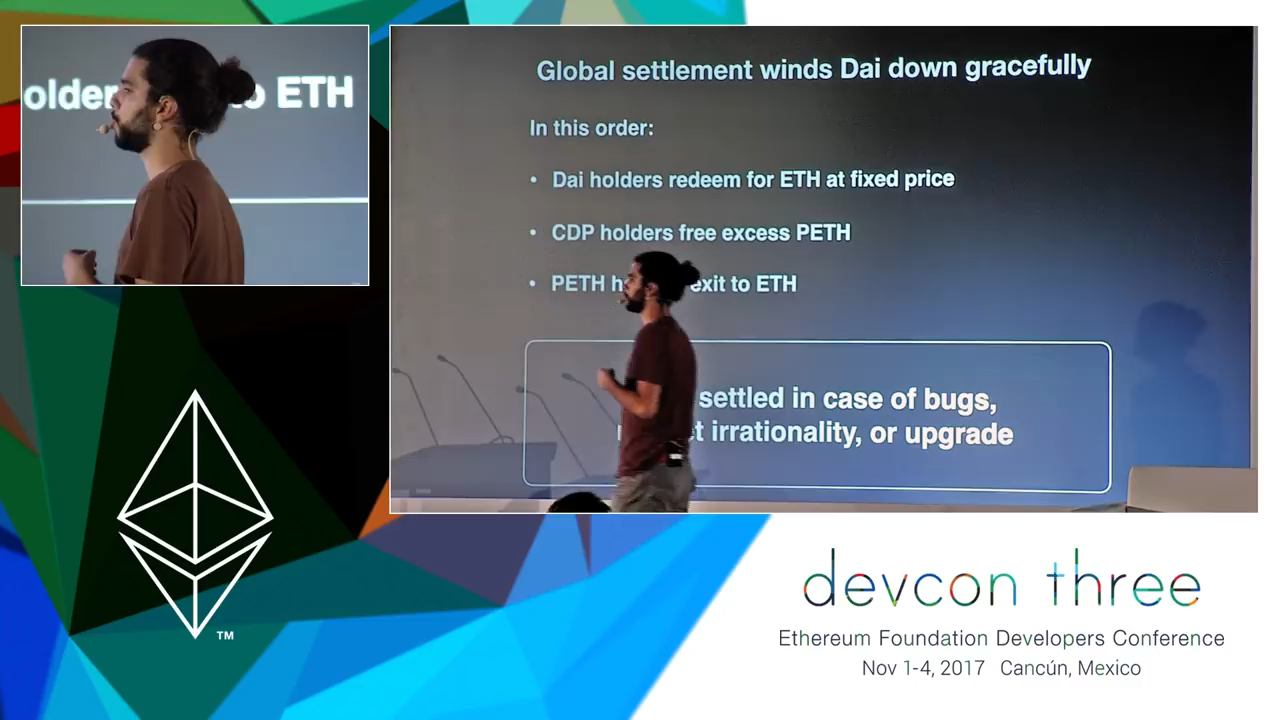 older
o ETH
Global settlement winds Dai down gracefully
In this order:
• Dai holders redeem for ETH at fixed price
• CDP holders free excess PETH
• PETH h exit to ETH
settled in case of bugs,
t irrationality, or upgrade
TM
devcon three
Ethereum Foundation Developers Conference
Nov 1-4, 2017 Cancún, Mexico